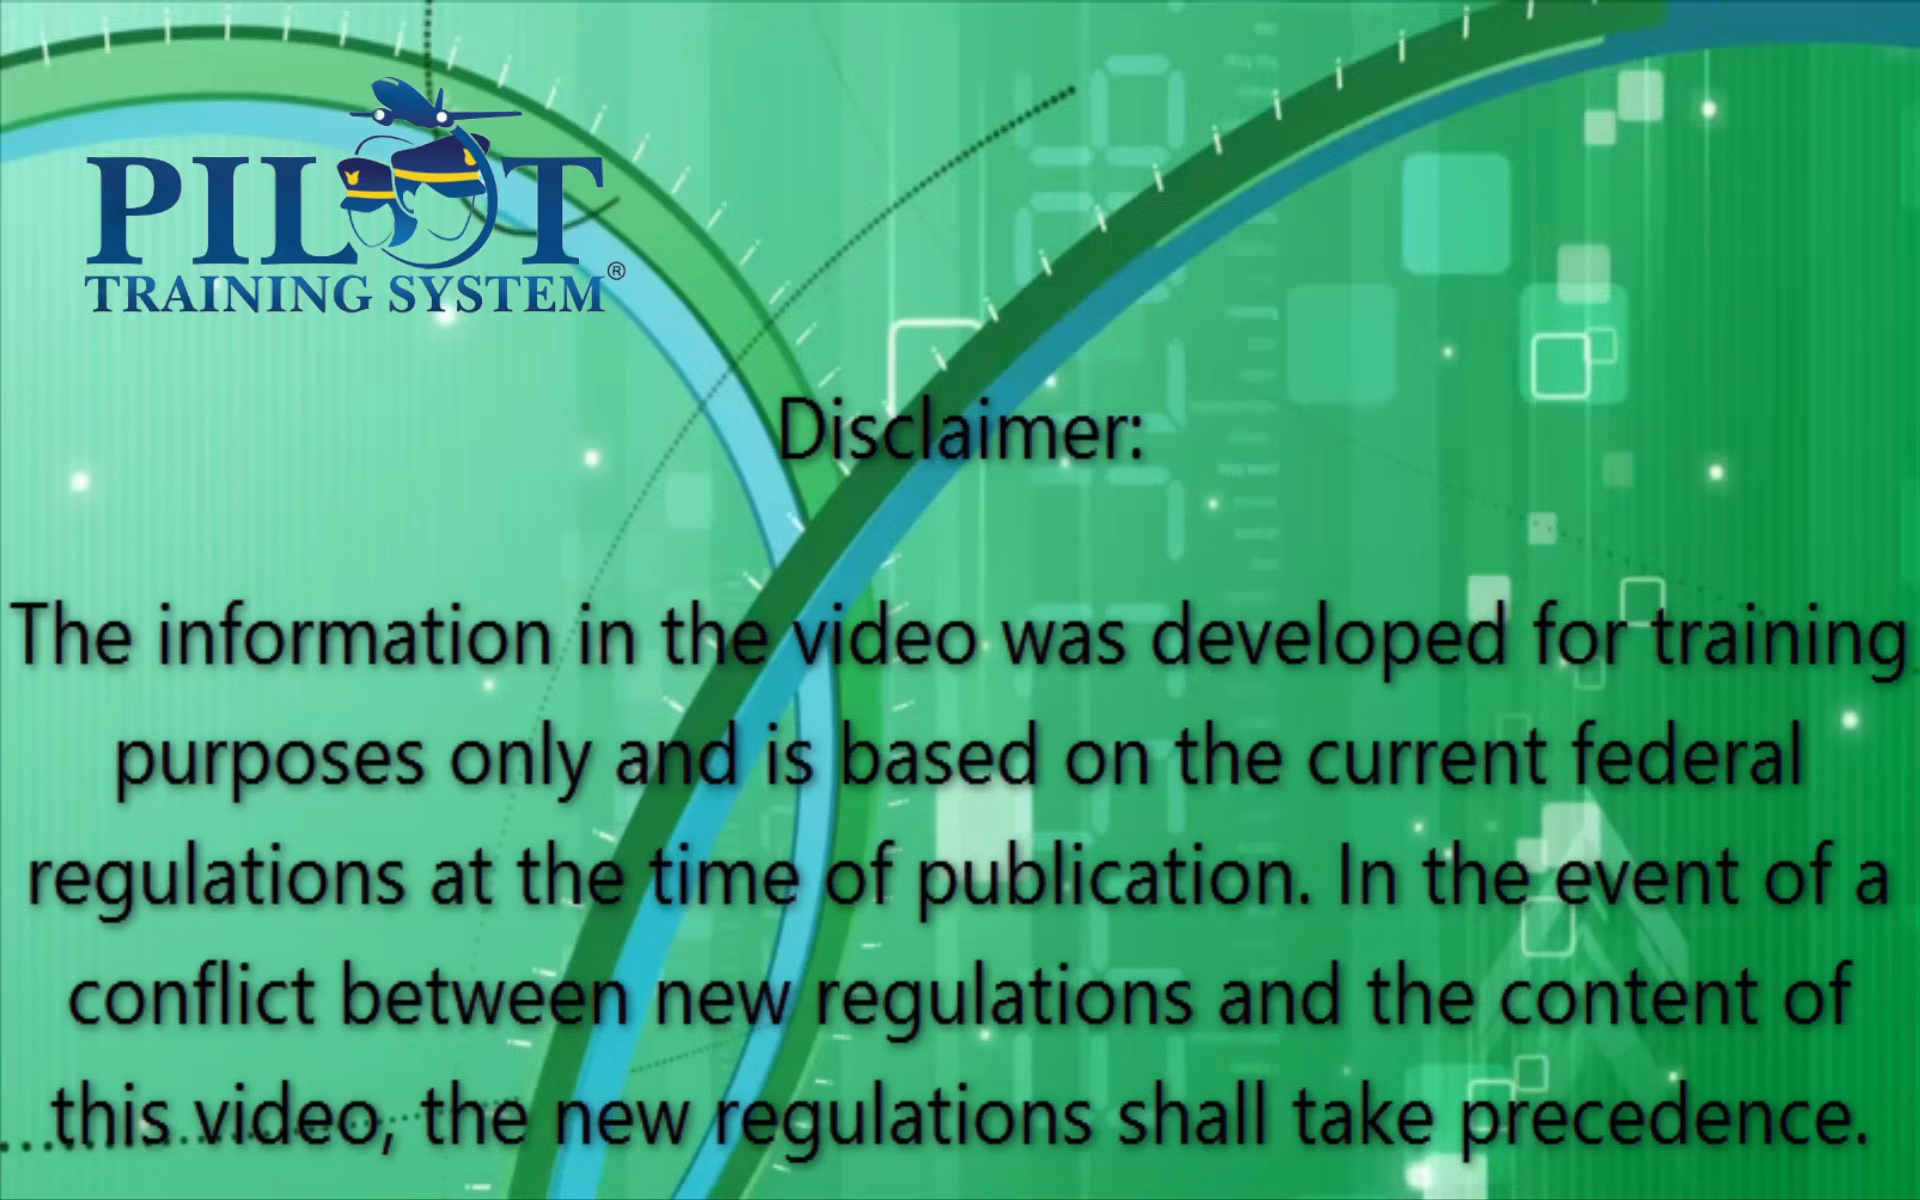 PILOT
TRAINING SYSTEM®
Disclaimer:
The information in the video was developed for training
purposes only and is based on the current federal
regulations at the time of publication. In the event of a
conflict between new regulations and the content of
this video, the new regulations shall take precedence.